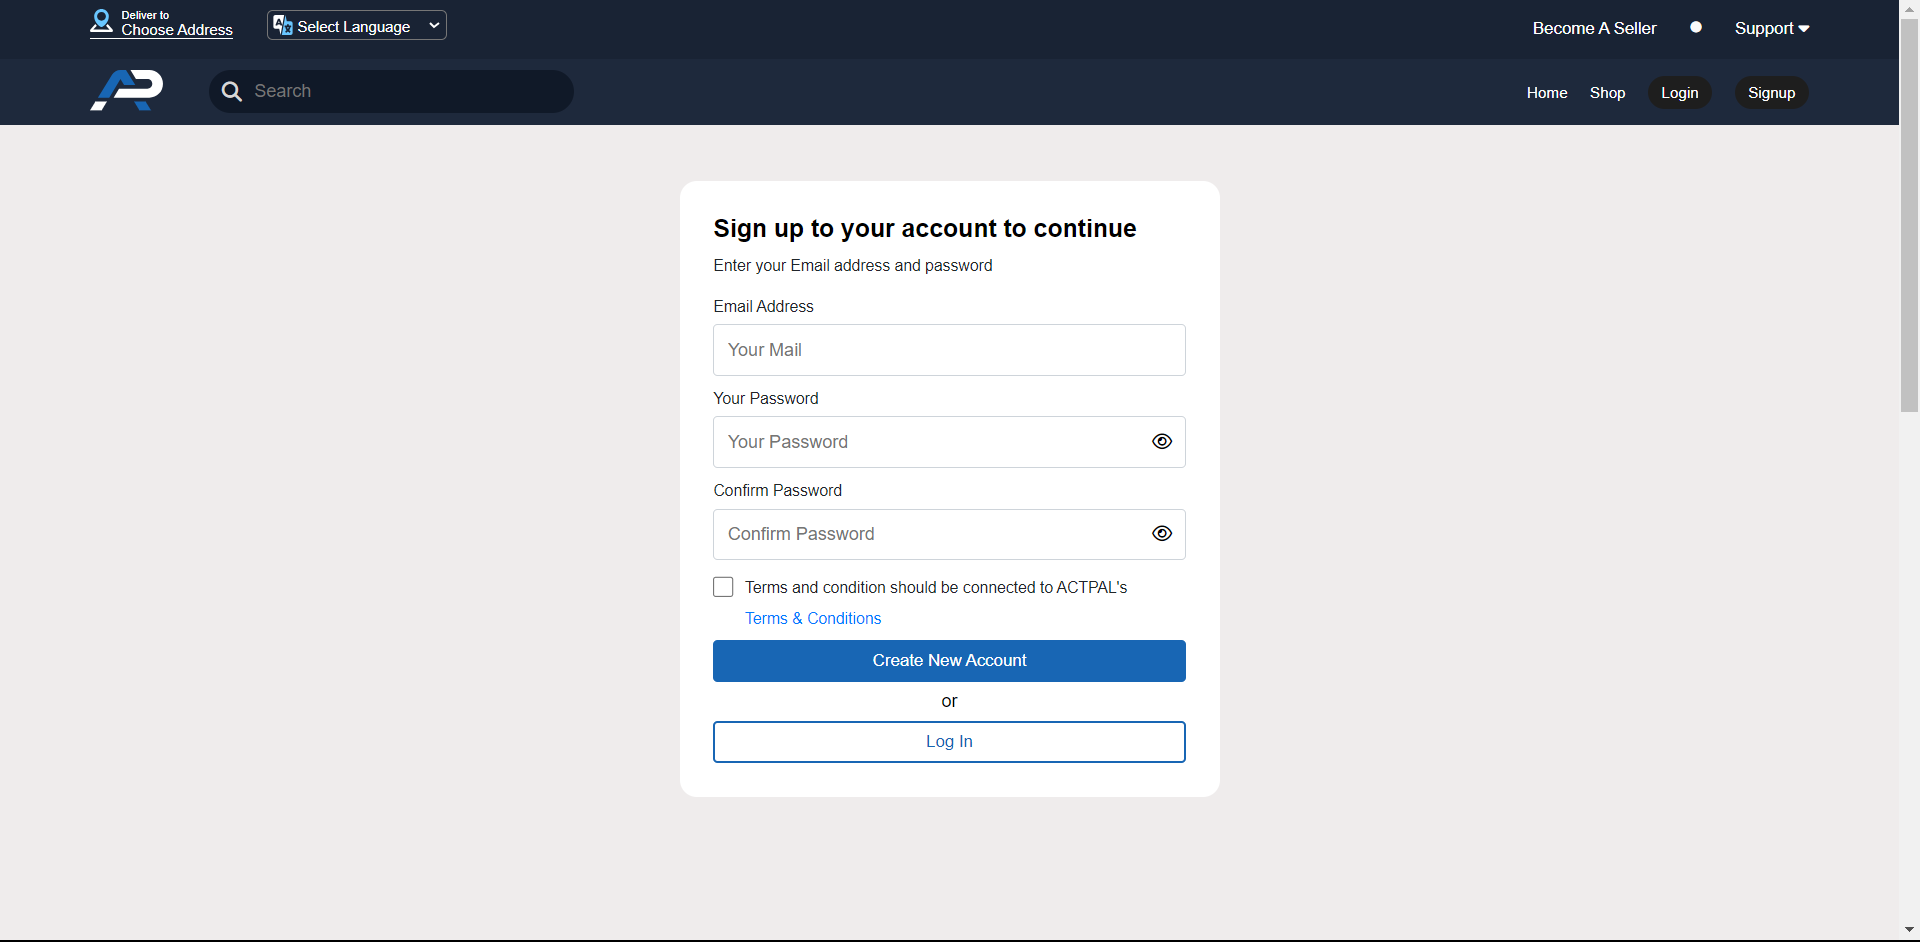 Deliver to
Choose Address
Select Language
Become A Seller
Support
Search
Home
Shop
Login
Signup
Sign up to your account to continue
Enter your Email address and password
Email Address
Your Mail
Your Password
Your Password
Confirm Password
Confirm Password
Terms and condition should be connected to ACTPAL's
Terms & Conditions
Create New Account
or
Log In